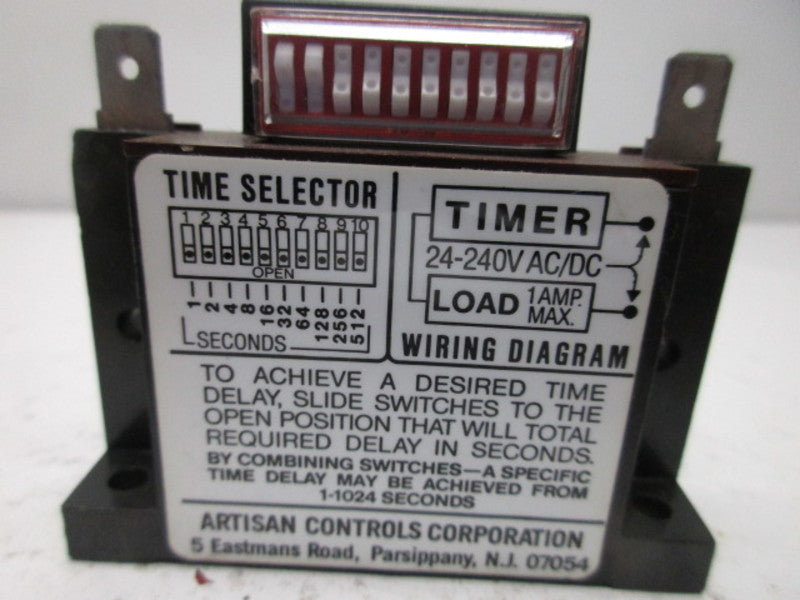 TIME SELECTOR
1 2 3 4 5 6 7 8 9 10
OPEN
1 2 4 8 16 32 64 128 256 512
SECONDS
TIMER
24-240V AC/DC
LOAD 1 AMP. MAX.
WIRING DIAGRAM
TO ACHIEVE A DESIRED TIME
DELAY, SLIDE SWITCHES TO THE
OPEN POSITION THAT WILL TOTAL
REQUIRED DELAY IN SECONDS.
BY COMBINING SWITCHES—A SPECIFIC
TIME DELAY MAY BE ACHIEVED FROM
1-1024 SECONDS
ARTISAN CONTROLS CORPORATION
5 Eastmans Road, Parsippany, N.J. 07054